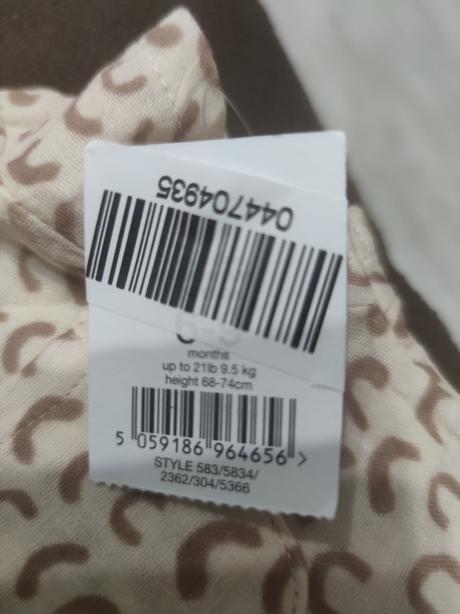 044704935
months
up to 21lb 9.5 kg
height 68-74cm
5 059186 964656 >
STYLE 583/5834/
2362/304/5366